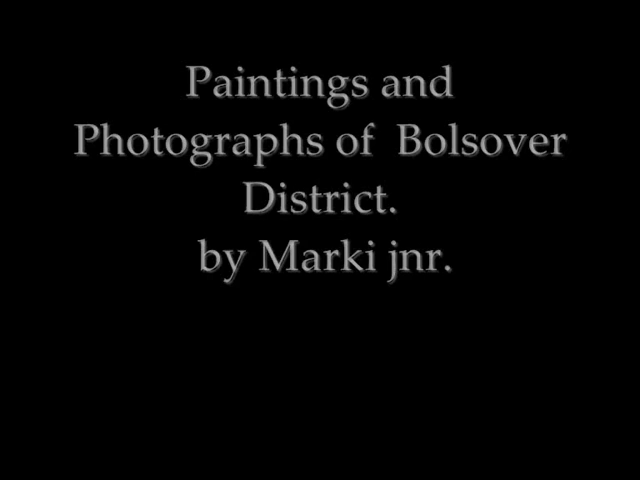 Paintings and
Photographs of Bolsover
District.
by Marki jnr.